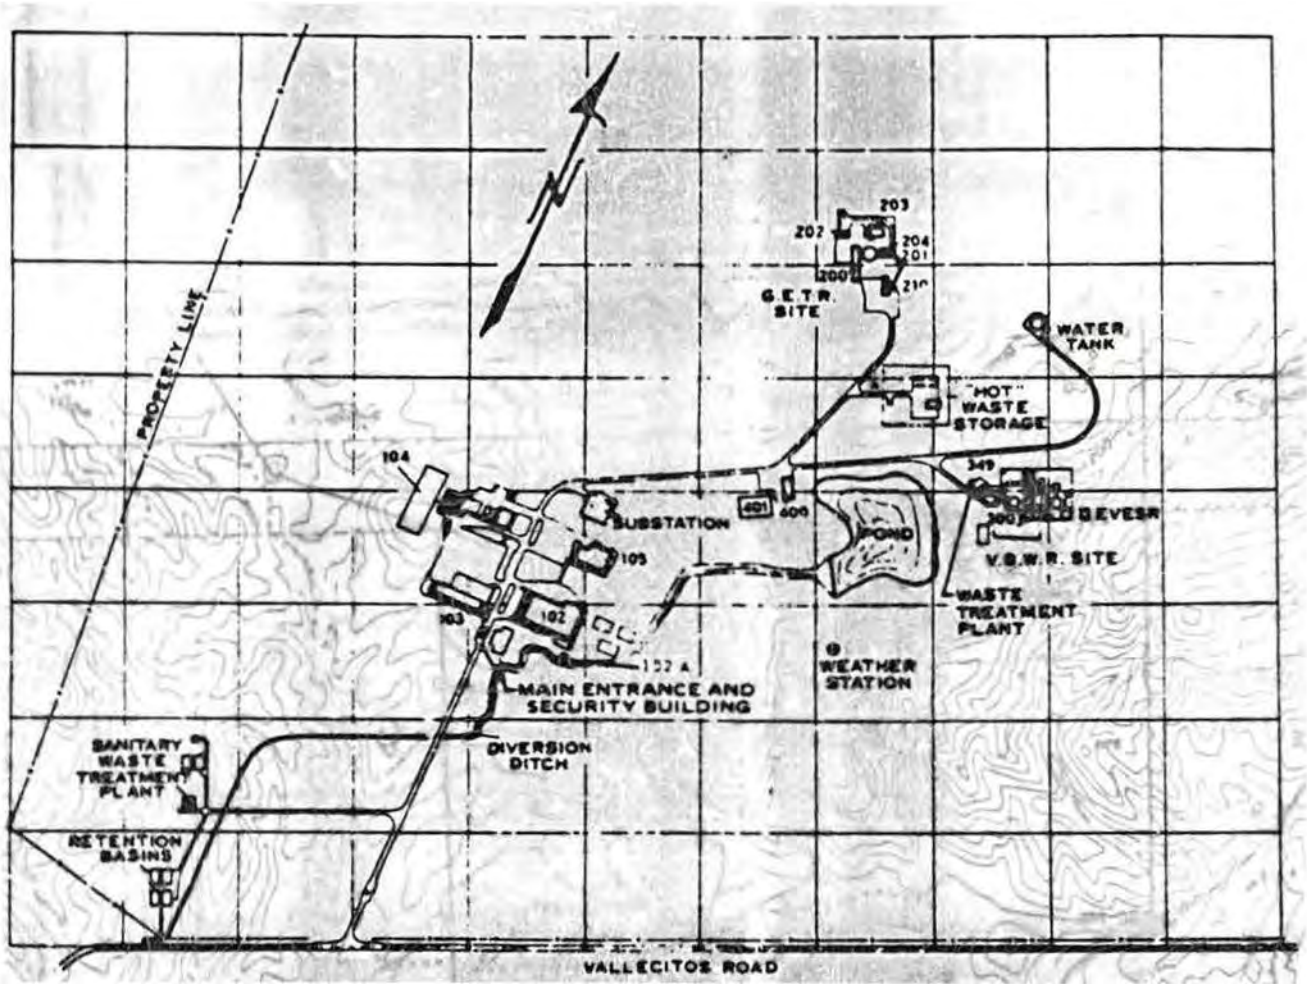 203
202
204
201
200
210
G.E.T.R.
SITE
WATER
TANK
PROPERTY LINE
"HOT"
WASTE
STORAGE
104
349
401
600
SUBSTATION
POND
G.EVESR
300
V.B.W.R. SITE
105
WASTE
TREATMENT
PLANT
103
102
102 A
WEATHER
STATION
MAIN ENTRANCE AND
SECURITY BUILDING
SANITARY
WASTE
TREATMENT
PLANT
DIVERSION
DITCH
RETENTION
BASINS
VALLECITOS ROAD